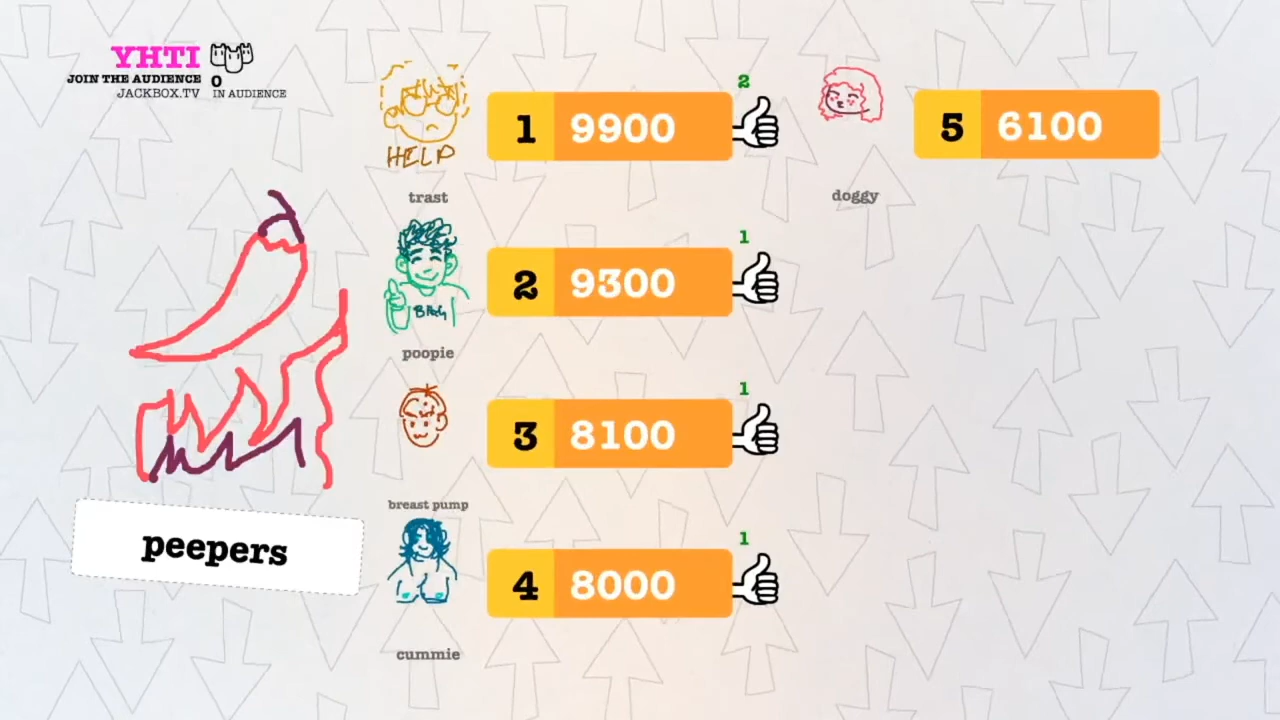 YHTI
JOIN THE AUDIENCE
JACKBOX.TV
0
IN AUDIENCE
peepers
HELP
trast
1 9900
2
poopie
2 9300
1
breast pump
3 8100
1
cummie
4 8000
1
doggy
5 6100